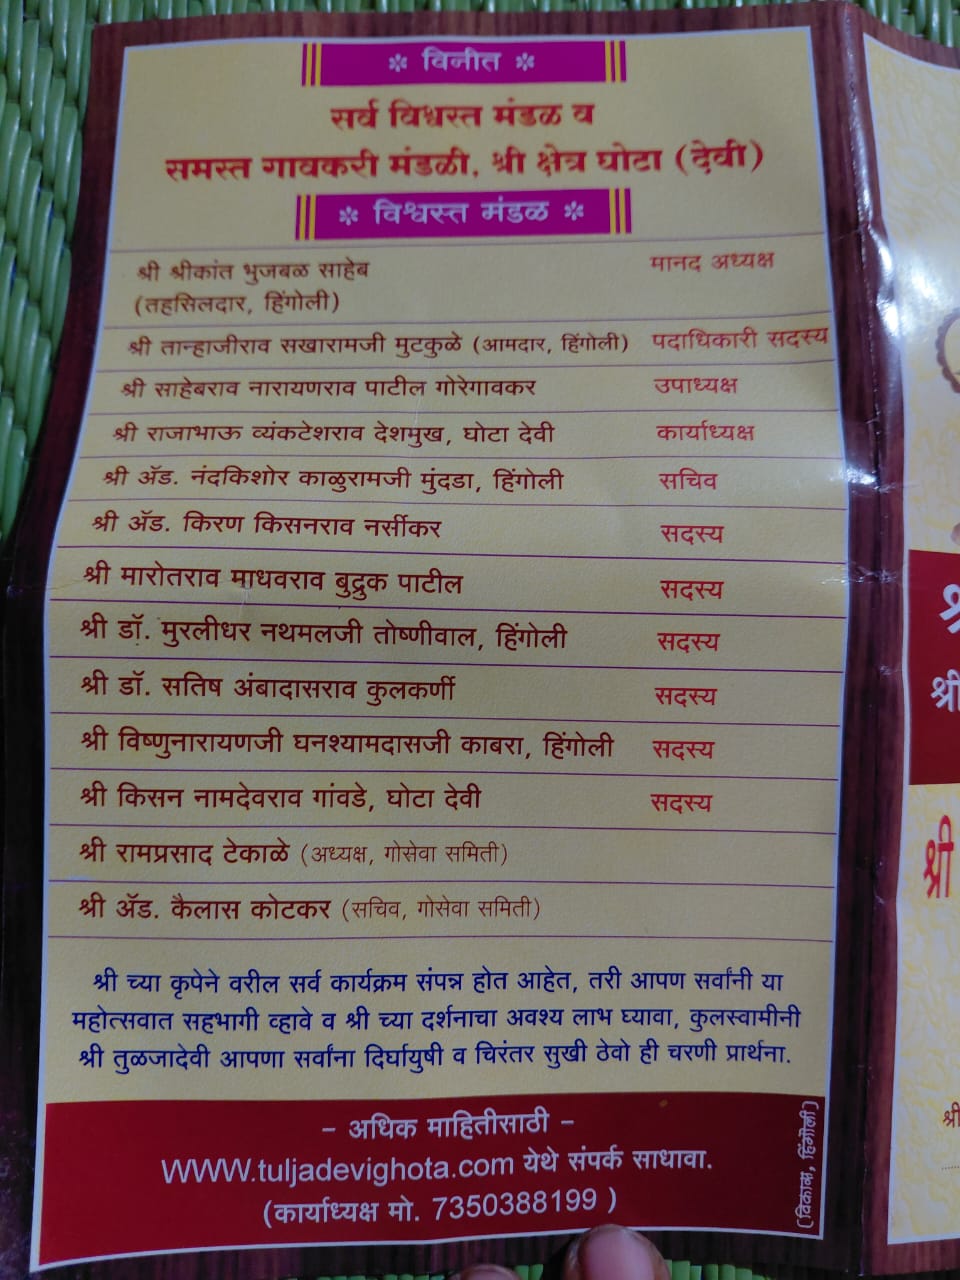 ❇ विनीत ❇
सर्व विश्वस्त मंडळ व
समस्त गावकरी मंडळी, श्री क्षेत्र घोटा (देवी)
❇ विश्वस्त मंडळ ❇
श्री श्रीकांत भुजबळ साहेब मानद अध्यक्ष
(तहसिलदार, हिंगोली)
श्री तान्हाजीराव सखारामजी मुटकुळे (आमदार, हिंगोली) पदाधिकारी सदस्य
श्री साहेबराव नारायणराव पाटील गोरेगावकर उपाध्यक्ष
श्री राजाभाऊ व्यंकटेशराव देशमुख, घोटा देवी कार्याध्यक्ष
श्री ॲड. नंदकिशोर काळुरामजी मुंदडा, हिंगोली सचिव
श्री ॲड. किरण किसनराव नर्सीकर सदस्य
श्री मारोतराव माधवराव बुद्रुक पाटील सदस्य
श्री डॉ. मुरलीधर नथमलजी तोष्णीवाल, हिंगोली सदस्य
श्री डॉ. सतिष अंबादासराव कुलकर्णी सदस्य
श्री विष्णुनारायणजी घनश्यामदासजी काबरा, हिंगोली सदस्य
श्री किसन नामदेवराव गांवडे, घोटा देवी सदस्य
श्री रामप्रसाद टेकाळे (अध्यक्ष, गोसेवा समिती)
श्री ॲड. कैलास कोटकर (सचिव, गोसेवा समिती)
श्री च्या कृपेने वरील सर्व कार्यक्रम संपन्न होत आहेत, तरी आपण सर्वांनी या
महोत्सवात सहभागी व्हावे व श्री च्या दर्शनाचा अवश्य लाभ घ्यावा, कुलस्वामीनी
श्री तुळजादेवी आपणा सर्वांना दिर्घायुषी व चिरंतर सुखी ठेवो ही चरणी प्रार्थना.
– अधिक माहितीसाठी –
WWW.tuljadevighota.com येथे संपर्क साधावा.
(कार्याध्यक्ष मो. 7350388199 )
(विकास, हिंगोली)
श्री
श्री
श्री